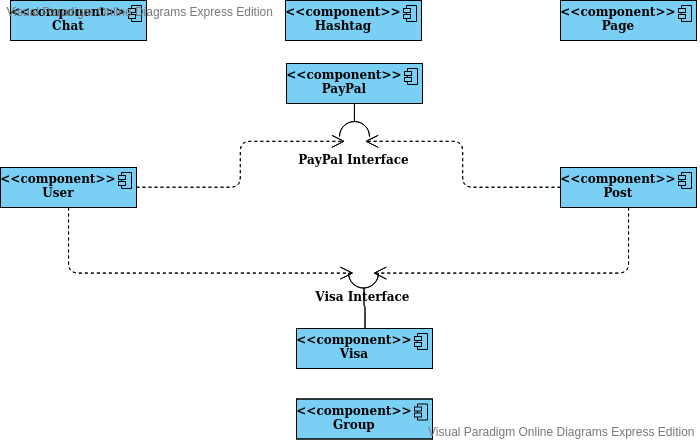 Visual Paradigm Online Diagrams Express Edition
<<component>>
Chat
<<component>>
Hashtag
<<component>>
Page
<<component>>
PayPal
PayPal Interface
<<component>>
User
<<component>>
Post
Visa Interface
<<component>>
Visa
<<component>>
Group
Visual Paradigm Online Diagrams Express Edition